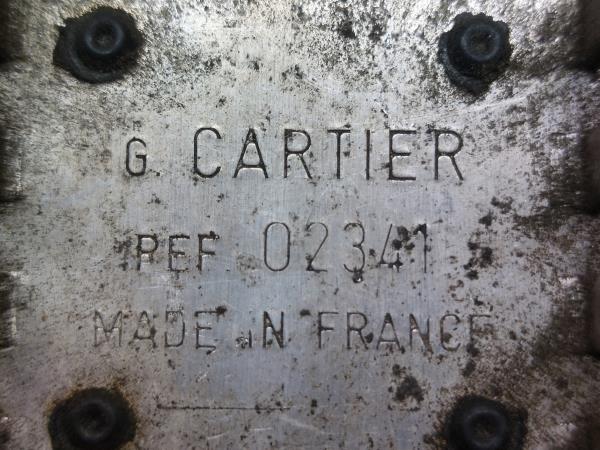 G. CARTIER
REF. 02341
MADE IN FRANCE